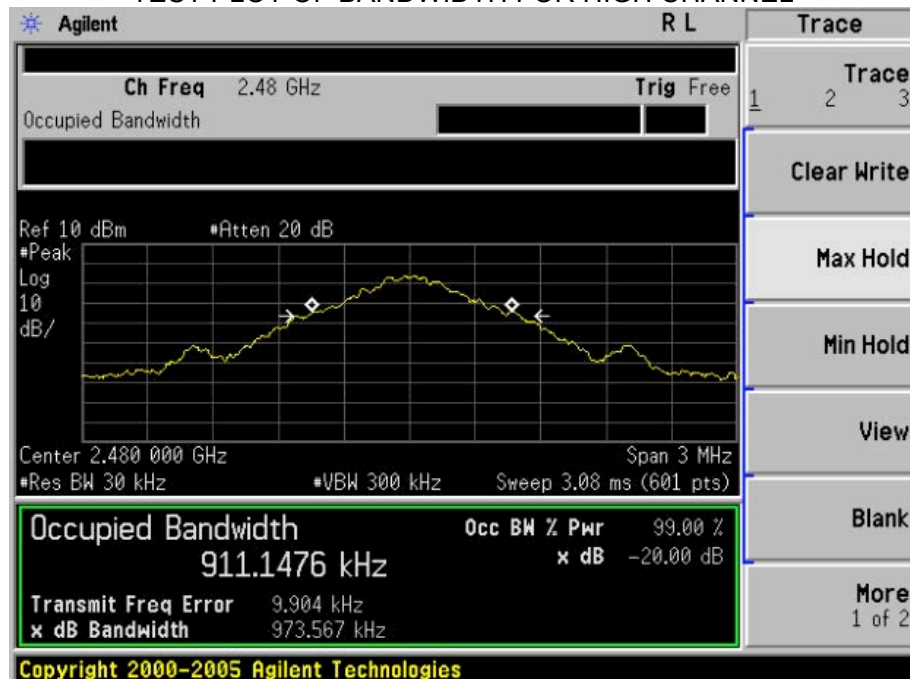 Agilent R L Trace
Ch Freq 2.48 GHz Trig Free
Occupied Bandwidth
Trace
1 2 3
Clear Write
Max Hold
Min Hold
View
Blank
More
1 of 2
Ref 10 dBm #Atten 20 dB
#Peak
Log
10
dB/
Center 2.480 000 GHz Span 3 MHz
#Res BW 30 kHz #VBW 300 kHz Sweep 3.08 ms (601 pts)
Occupied Bandwidth Occ BW % Pwr 99.00 %
911.1476 kHz x dB -20.00 dB
Transmit Freq Error 9.904 kHz
x dB Bandwidth 973.567 kHz
Copyright 2000-2005 Agilent Technologies